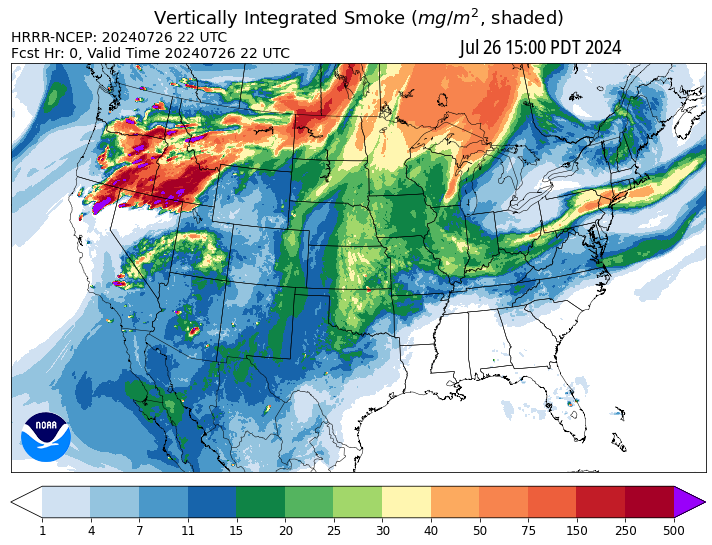 Vertically Integrated Smoke (mg/m², shaded)
HRRR-NCEP: 20240726 22 UTC
Fcst Hr: 0, Valid Time 20240726 22 UTC
Jul 26 15:00 PDT 2024
NOAA
1 4 7 11 15 20 25 30 40 50 75 150 250 500